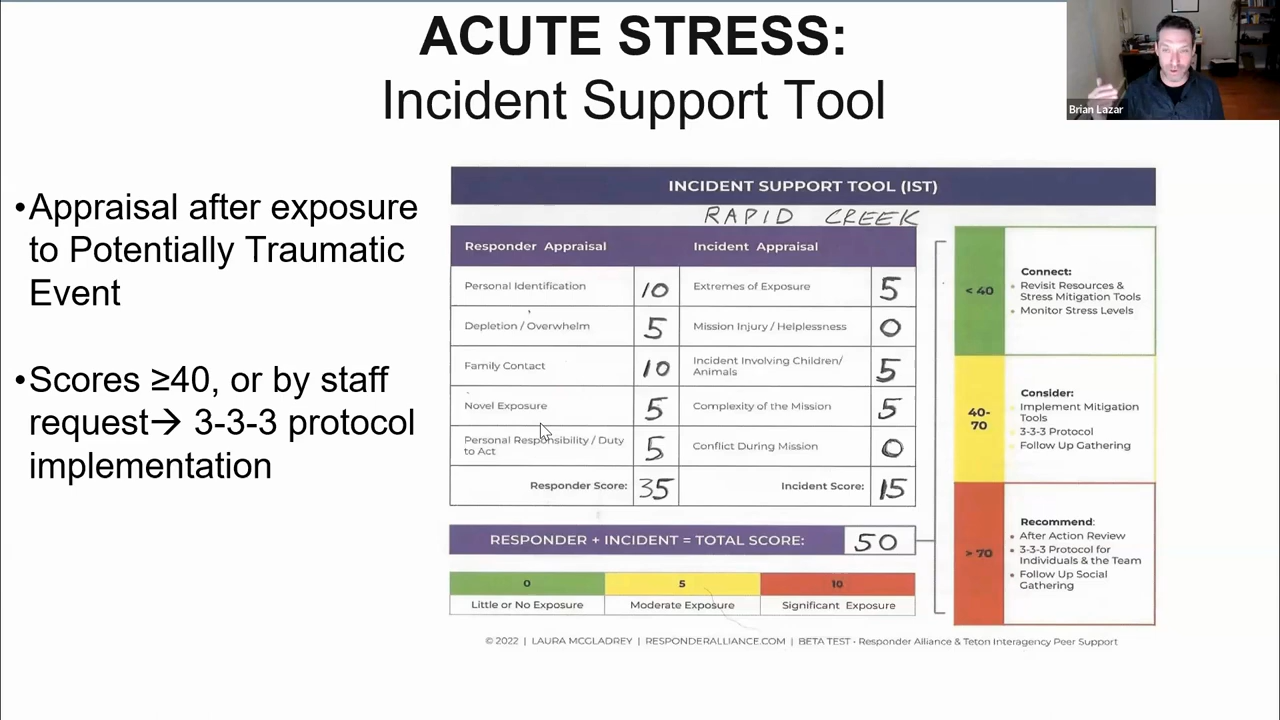 ACUTE STRESS:
Incident Support Tool
Brian Lazar
•Appraisal after exposure
to Potentially Traumatic
Event
•Scores ≥40, or by staff
request→ 3-3-3 protocol
implementation
INCIDENT SUPPORT TOOL (IST)
RAPID CREEK
Responder Appraisal Incident Appraisal
Personal Identification 10 Extremes of Exposure 5
Depletion / Overwhelm 5 Mission Injury / Helplessness 0
Family Contact 10 Incident Involving Children/
Animals 5
Novel Exposure 5 Complexity of the Mission 5
Personal Responsibility / Duty
to Act 5 Conflict During Mission 0
Responder Score: 35 Incident Score: 15
RESPONDER + INCIDENT = TOTAL SCORE: 50
0 5 10
Little or No Exposure Moderate Exposure Significant Exposure
< 40
Connect:
• Revisit Resources &
Stress Mitigation Tools
• Monitor Stress Levels
40-
70
Consider:
• Implement Mitigation
Tools
• 3-3-3 Protocol
• Follow Up Gathering
> 70
Recommend:
• After Action Review
• 3-3-3 Protocol for
Individuals & the Team
• Follow Up Social
Gathering
© 2022 | LAURA MCGLADREY | RESPONDERALLIANCE.COM | BETA TEST - Responder Alliance & Teton Interagency Peer Support